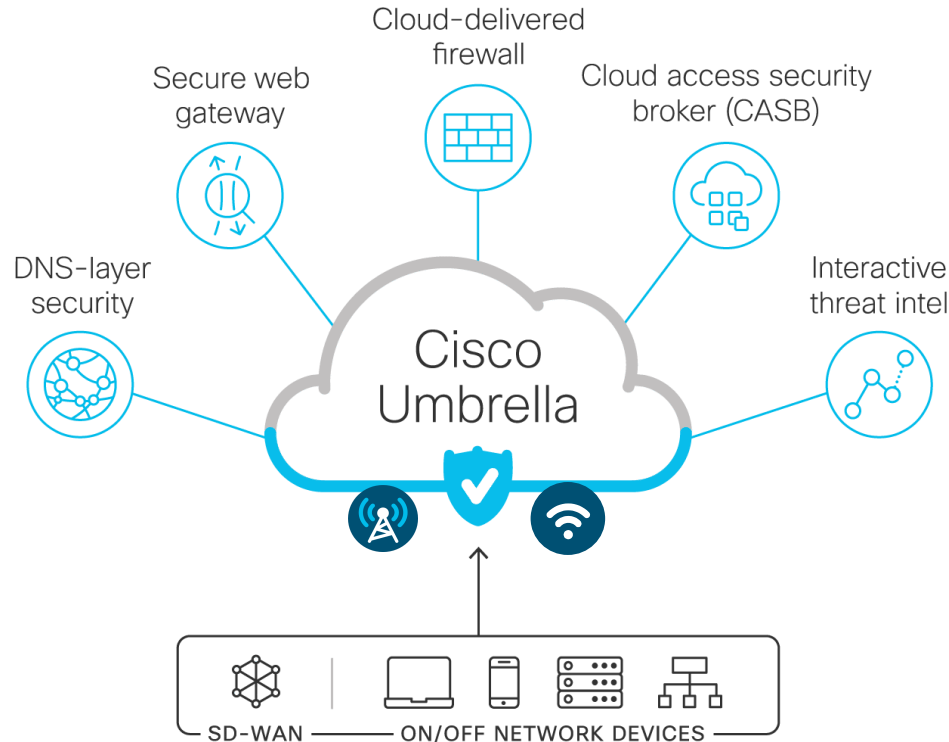 Cloud-delivered
firewall
Secure web
gateway
Cloud access security
broker (CASB)
DNS-layer
security
Interactive
threat intel
Cisco
Umbrella
SD-WAN
ON/OFF NETWORK DEVICES